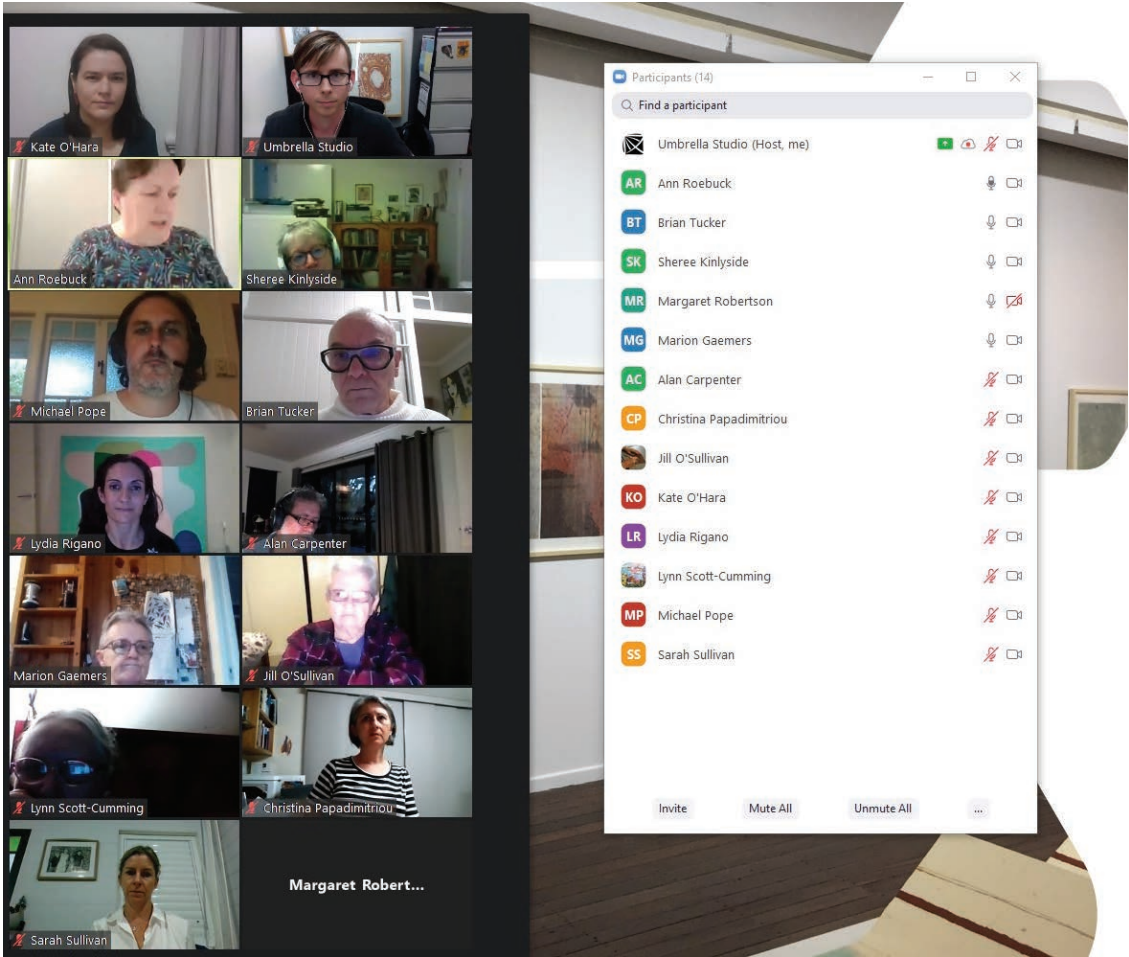 Kate O'Hara
Umbrella Studio
Ann Roebuck
Sheree Kinlyside
Michael Pope
Brian Tucker
Lydia Rigano
Alan Carpenter
Marion Gaemers
Jill O'Sullivan
Lynn Scott-Cumming
Christina Papadimitriou
Sarah Sullivan
Margaret Robert...
Participants (14)
Find a participant
Umbrella Studio (Host, me)
AR Ann Roebuck
BT Brian Tucker
SK Sheree Kinlyside
MR Margaret Robertson
MG Marion Gaemers
AC Alan Carpenter
CP Christina Papadimitriou
Jill O'Sullivan
KO Kate O'Hara
LR Lydia Rigano
Lynn Scott-Cumming
MP Michael Pope
SS Sarah Sullivan
Invite Mute All Unmute All ...